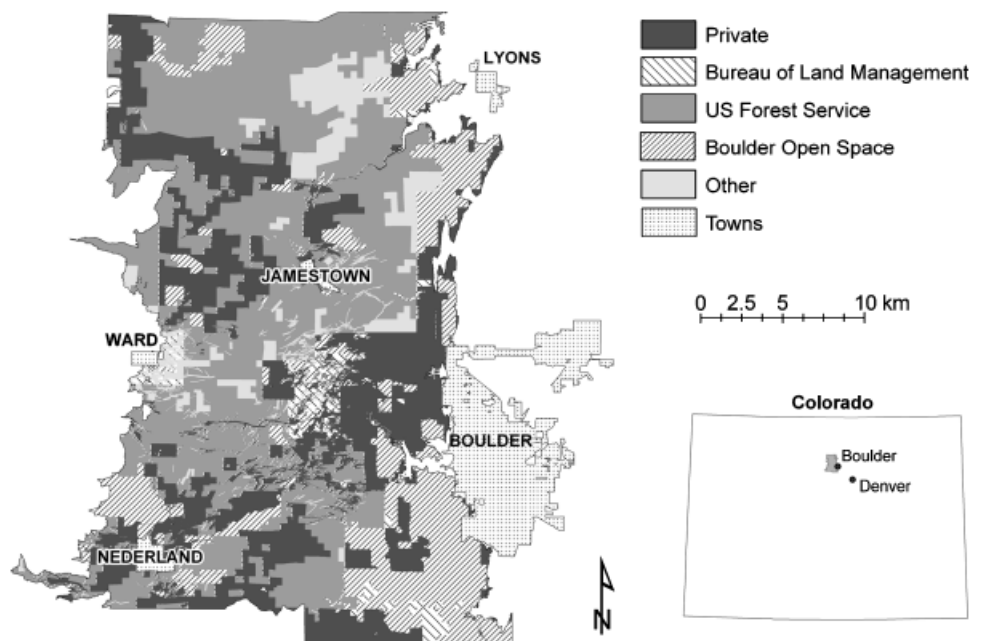 LYONS
JAMESTOWN
WARD
BOULDER
NEDERLAND
Private
Bureau of Land Management
US Forest Service
Boulder Open Space
Other
Towns
0 2.5 5 10 km
Colorado
Boulder
Denver
N